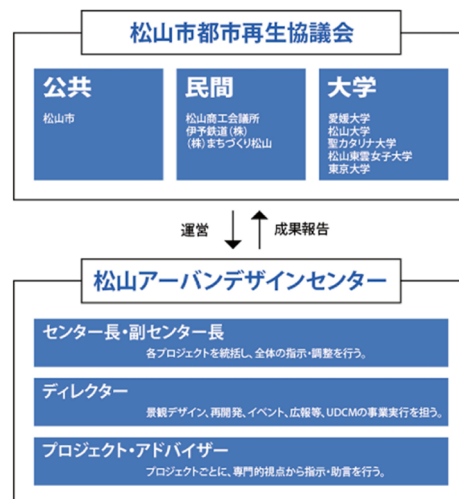 松山市都市再生協議会
公共
松山市
民間
松山商工会議所
伊予鉄道(株)
(株)まちづくり松山
大学
愛媛大学
松山大学
聖カタリナ大学
松山東雲女子大学
東京大学
運営
成果報告
松山アーバンデザインセンター
センター長・副センター長
各プロジェクトを統括し、全体の指示・調整を行う。
ディレクター
景観デザイン、再開発、イベント、広報等、UDCMの事業実行を担う。
プロジェクト・アドバイザー
プロジェクトごとに、専門的視点から指示・助言を行う。